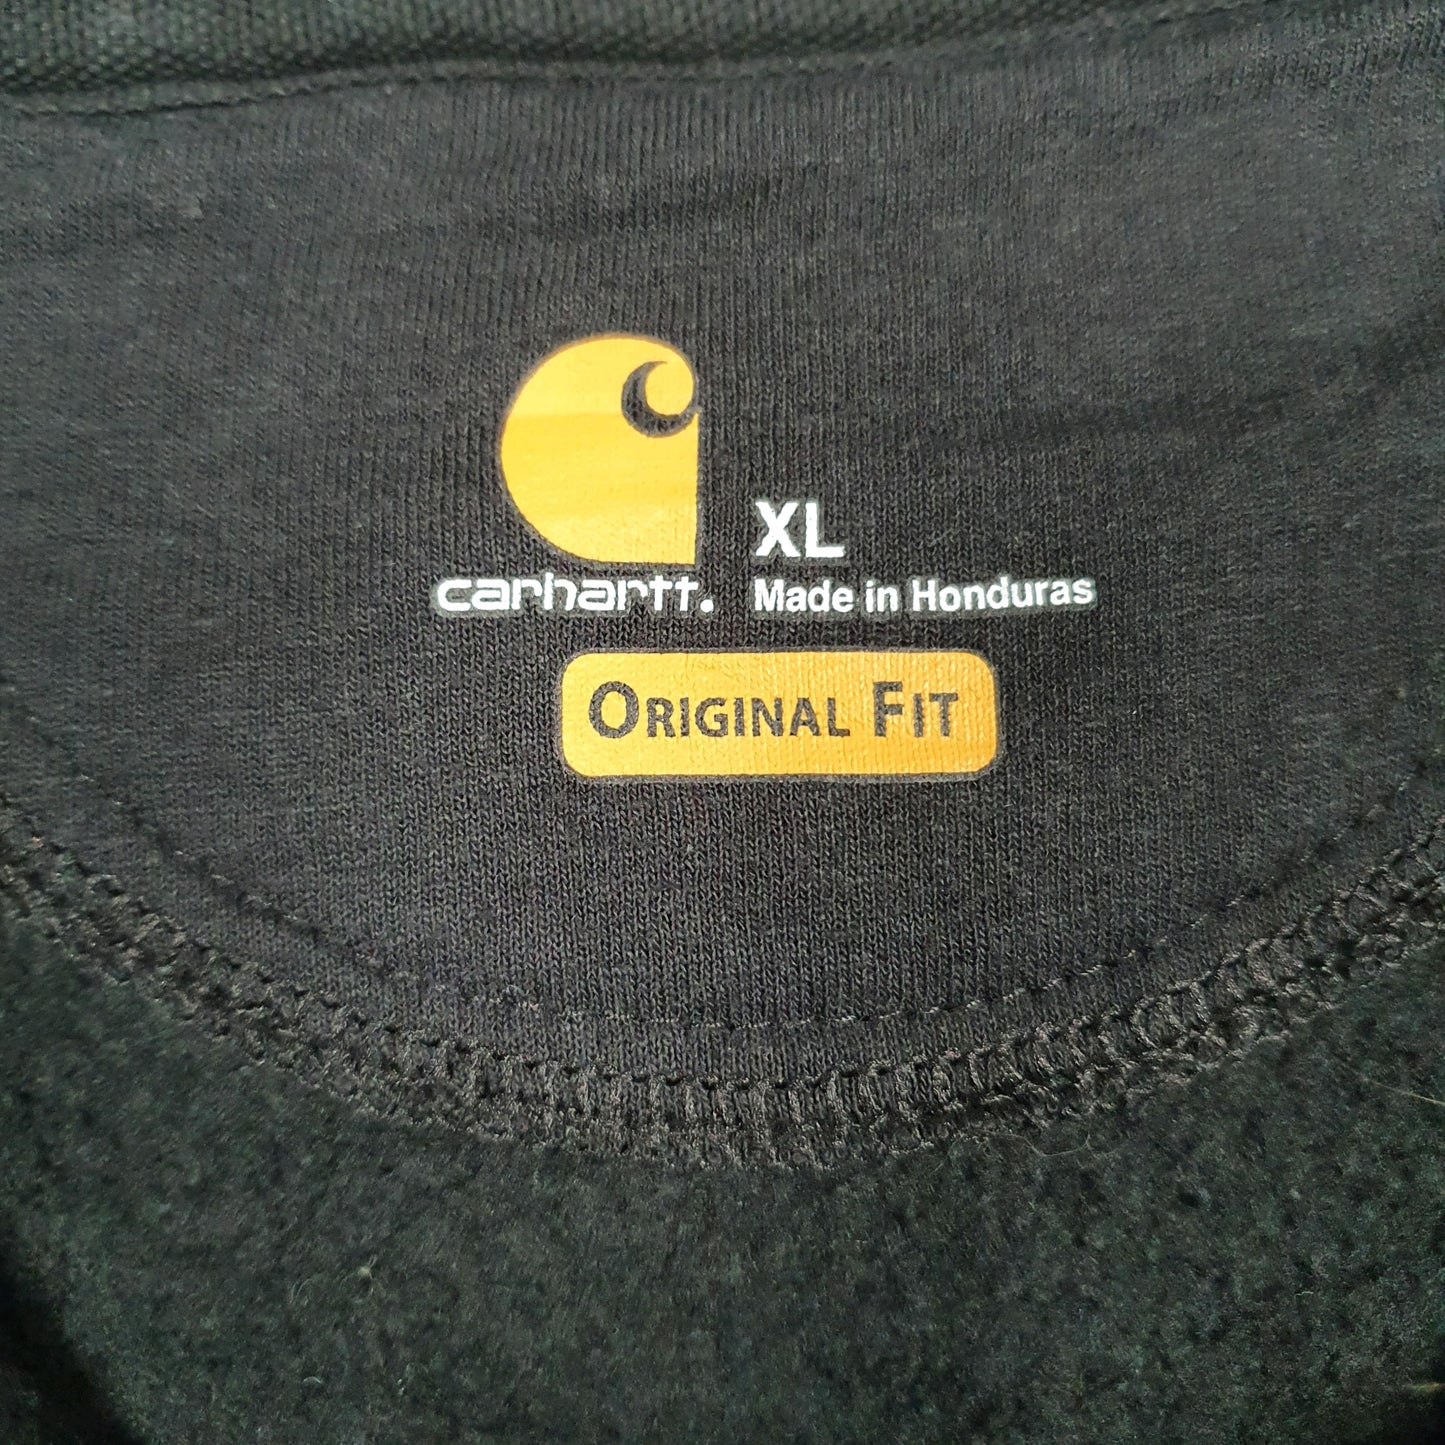 XL
carhartt. Made in Honduras
ORIGINAL FIT